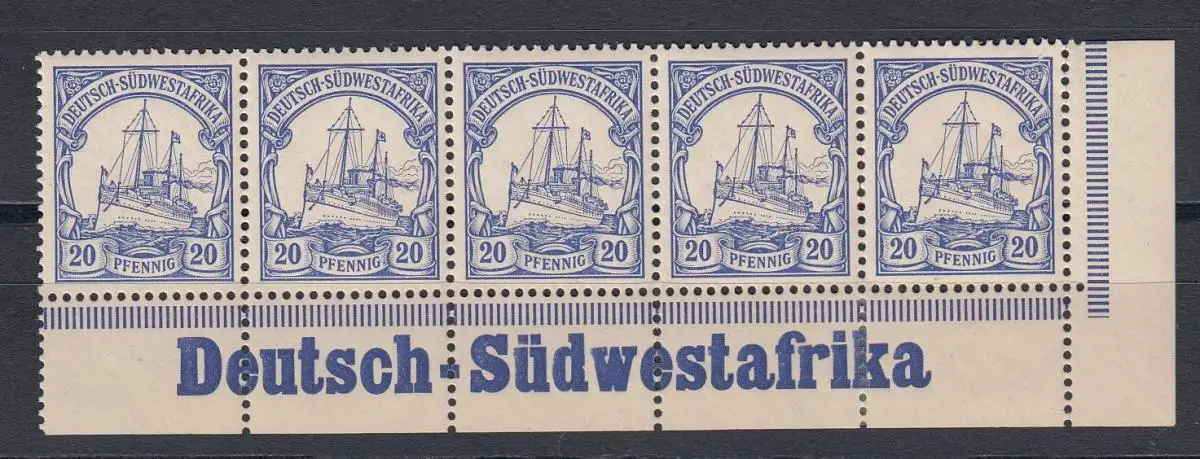 DEUTSCH-SÜDWESTAFRIKA DEUTSCH-SÜDWESTAFRIKA DEUTSCH-SÜDWESTAFRIKA DEUTSCH-SÜDWESTAFRIKA DEUTSCH-SÜDWESTAFRIKA
20 20 20 20 20 20 20 20 20 20
PFENNIG PFENNIG PFENNIG PFENNIG PFENNIG
Deutsch-Südwestafrika